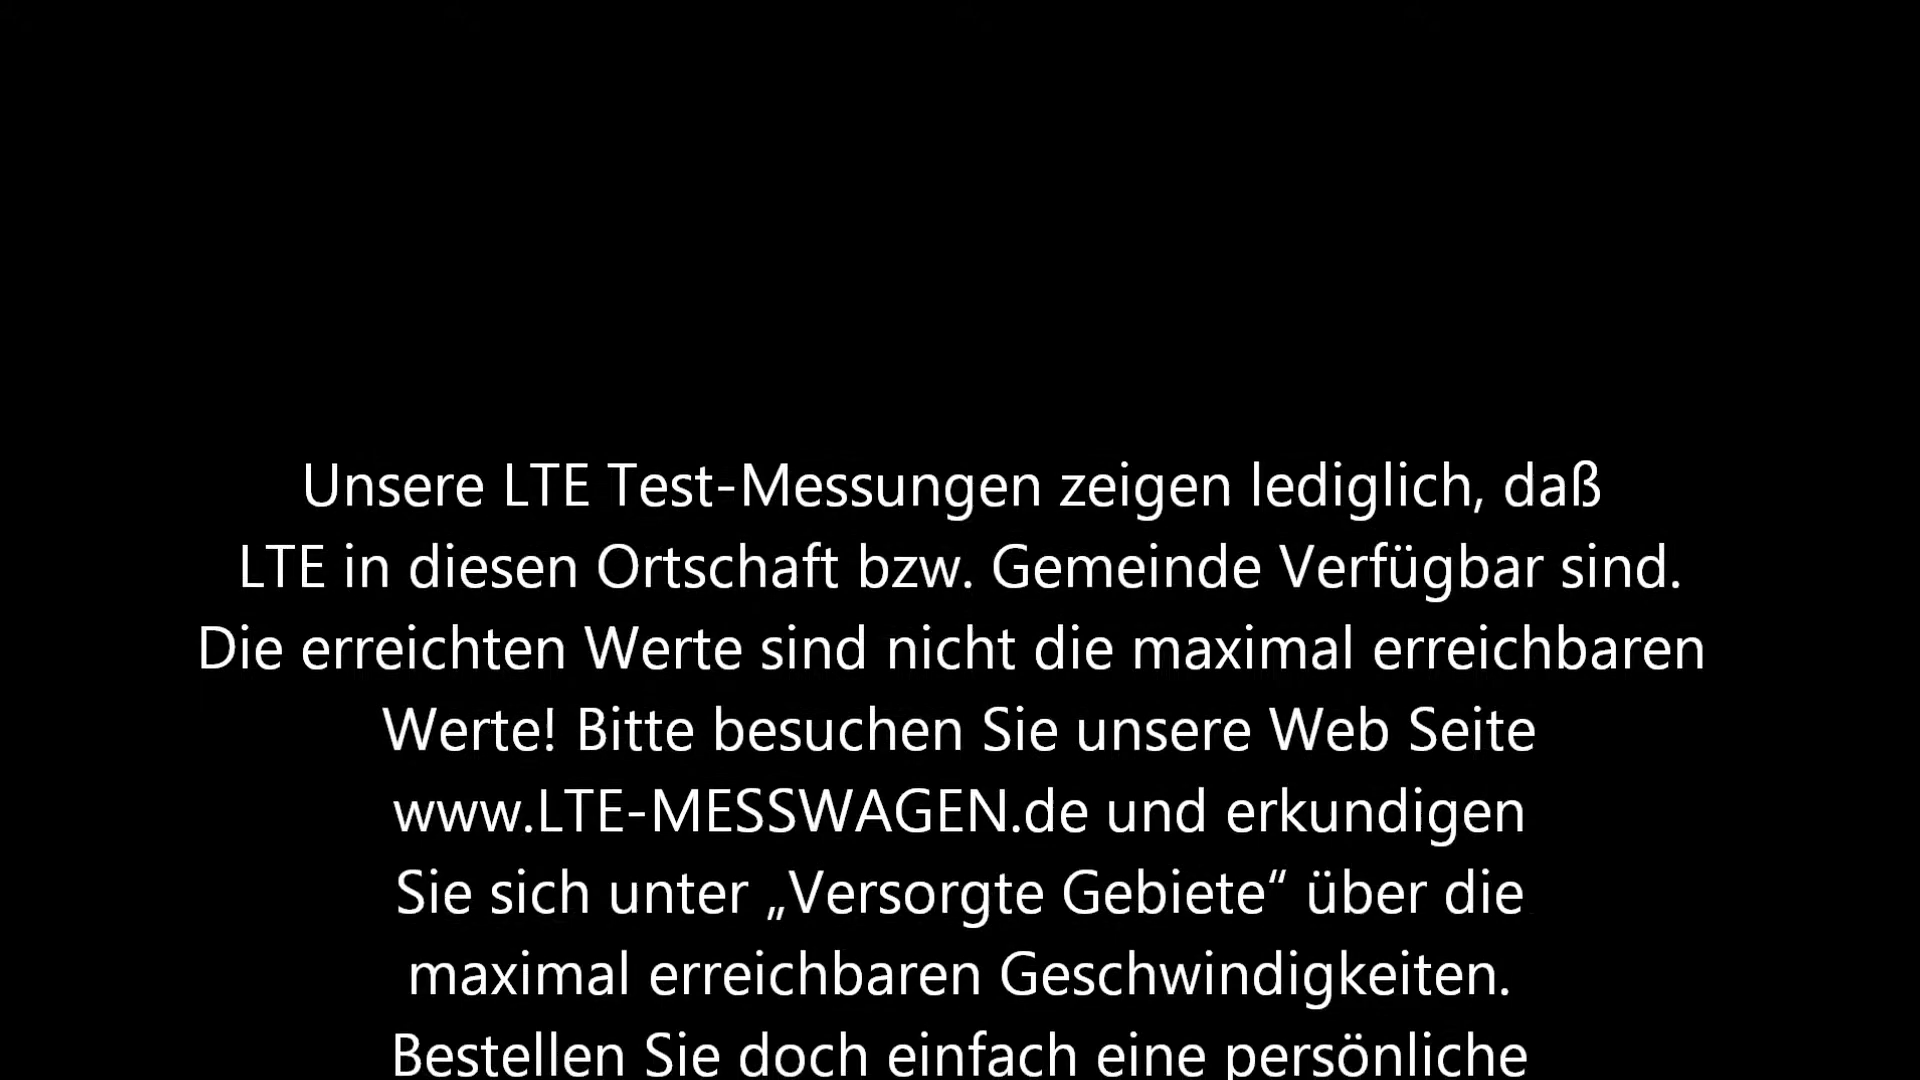 Unsere LTE Test-Messungen zeigen lediglich, daß
LTE in diesen Ortschaft bzw. Gemeinde Verfügbar sind.
Die erreichten Werte sind nicht die maximal erreichbaren
Werte! Bitte besuchen Sie unsere Web Seite
www.LTE-MESSWAGEN.de und erkundigen
Sie sich unter „Versorgte Gebiete“ über die
maximal erreichbaren Geschwindigkeiten.
Bestellen Sie doch einfach eine persönliche